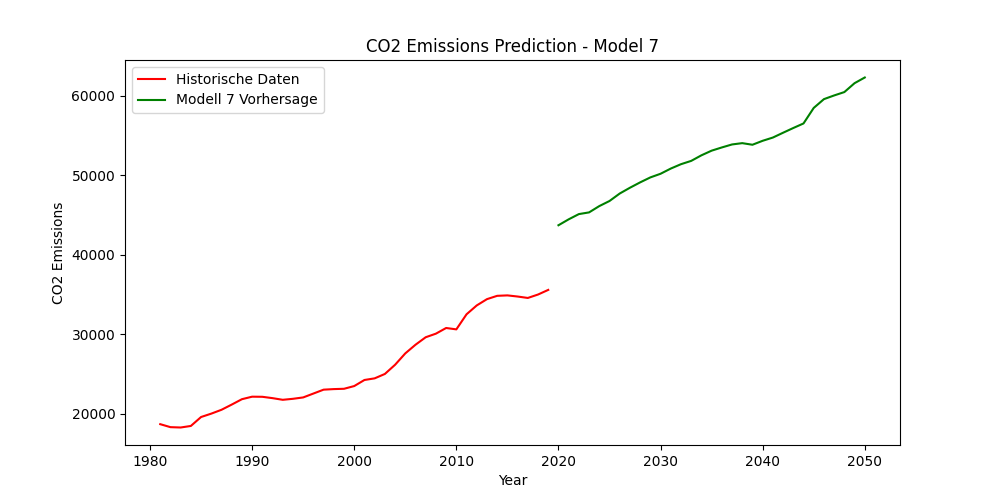 CO2 Emissions Prediction - Model 7
Historische Daten
Modell 7 Vorhersage
CO2 Emissions
60000
50000
40000
30000
20000
1980 1990 2000 2010 2020 2030 2040 2050
Year